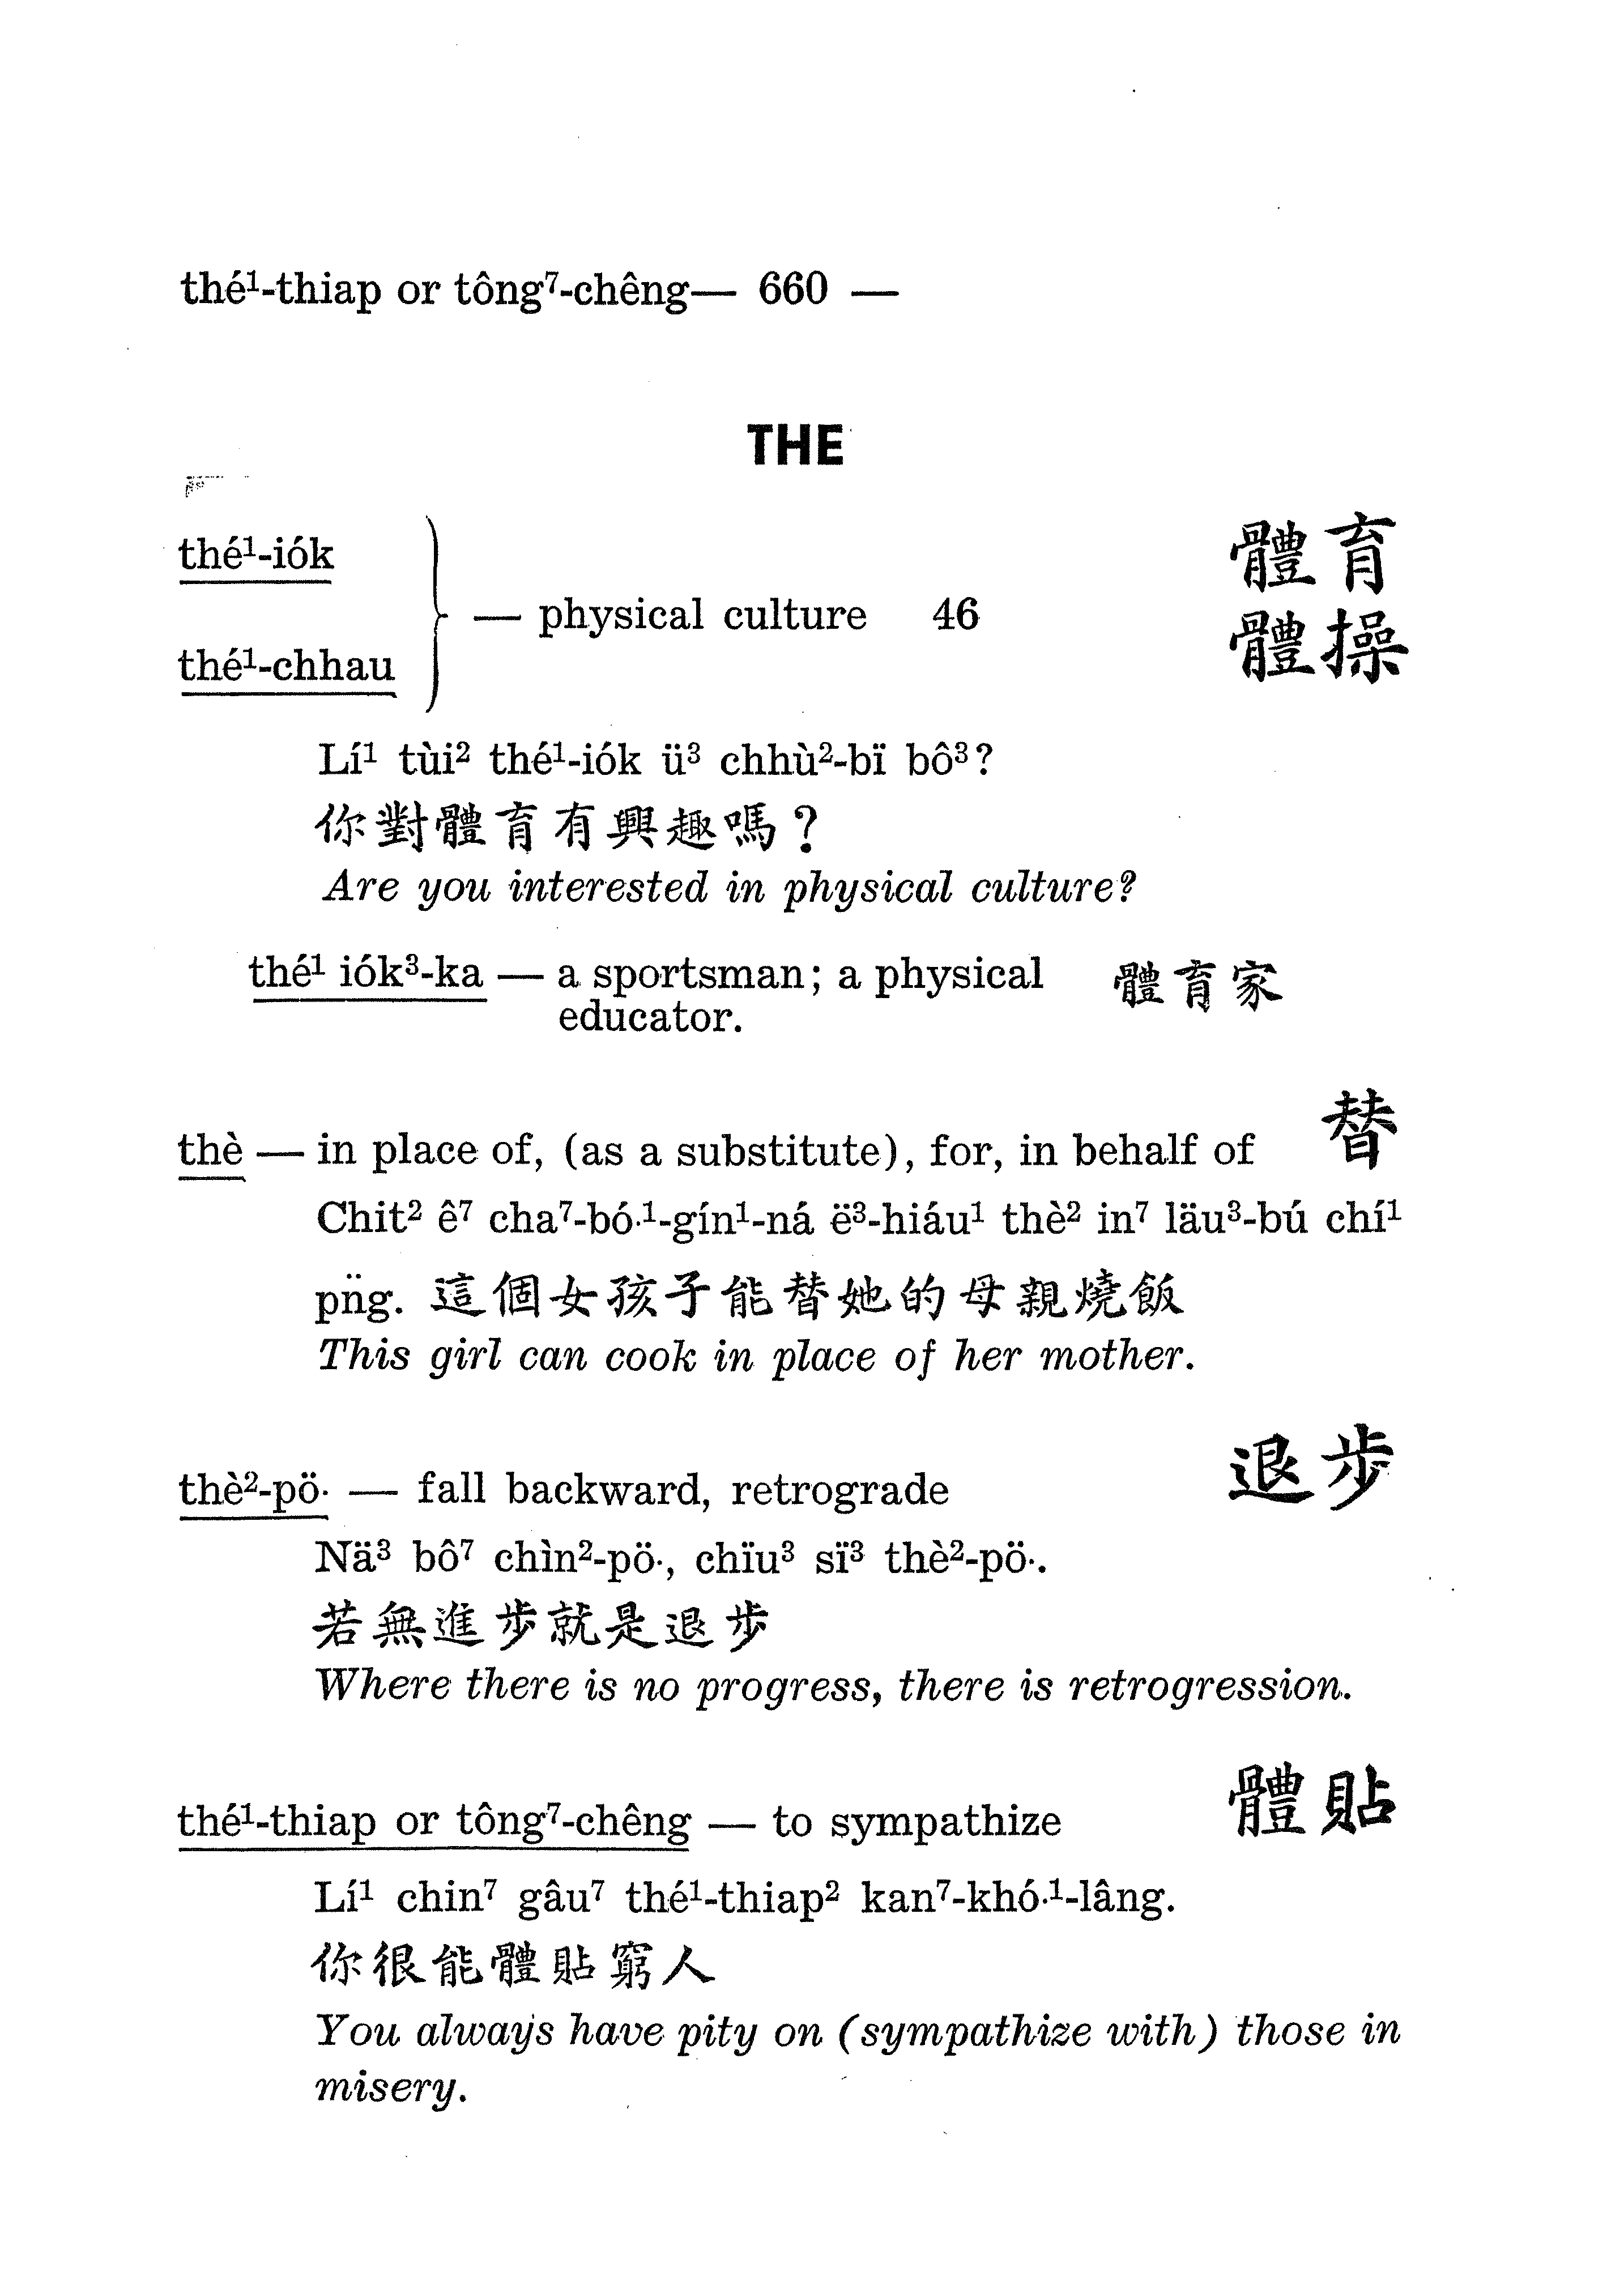 thé¹-thiap or tông⁷-chêng— 660 —
THE
thé¹-iók
體育
— physical culture 46
體操
thé¹-chhau
Lí¹ tùi² thé¹-iók ü³ chhù²-bï bô³?
你對體育有興趣嗎?
Are you interested in physical culture?
thé¹ iók³-ka — a sportsman; a physical 體育家
educator.
thè — in place of, (as a substitute), for, in behalf of 替
Chit² ê⁷ cha⁷-bó·¹-gín¹-ná ë³-hiáu¹ thè² in⁷ läu³-bú chí¹
pn̈g. 這個女孩子能替她的母親燒飯
This girl can cook in place of her mother.
thè²-pö· — fall backward, retrograde 退步
Nä³ bô⁷ chìn²-pö·, chïu³ sï³ thè²-pö·.
若無進步就是退步
Where there is no progress, there is retrogression.
thé¹-thiap or tông⁷-chêng — to sympathize 體貼
Lí¹ chin⁷ gâu⁷ thé¹-thiap² kan⁷-khó·¹-lâng.
你很能體貼窮人
You always have pity on (sympathize with) those in
misery.